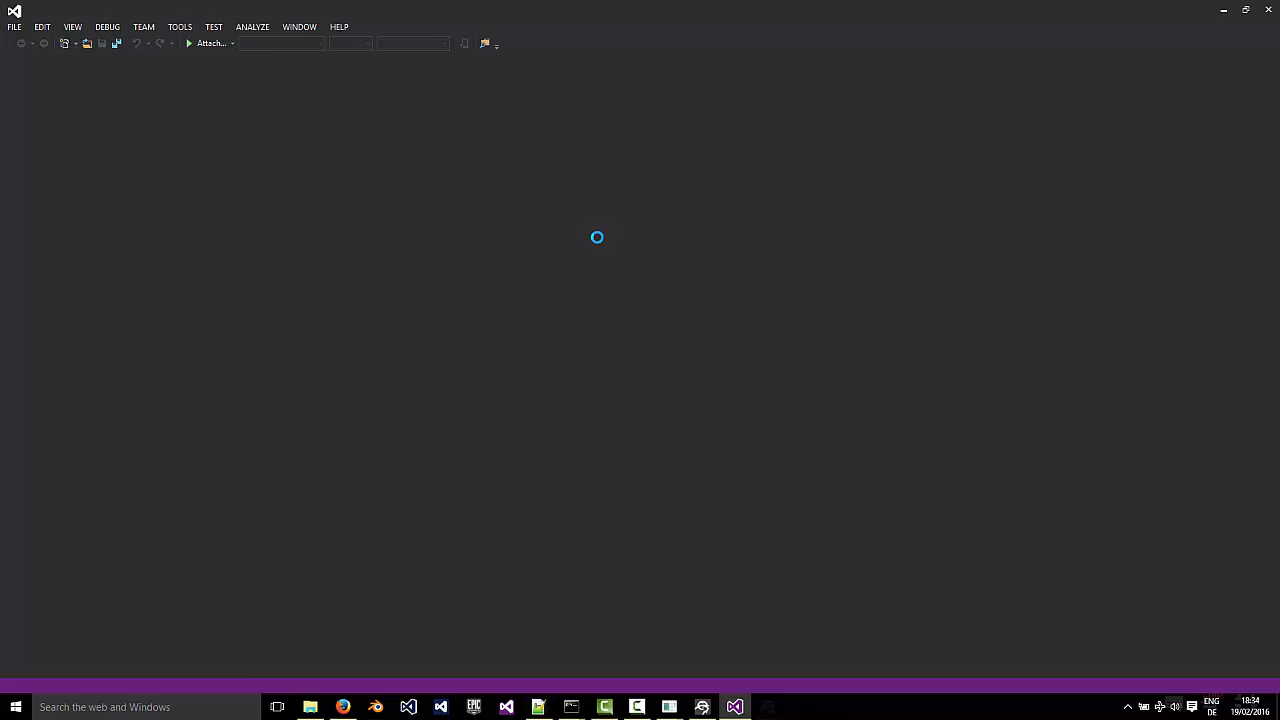 FILE EDIT VIEW DEBUG TEAM TOOLS TEST ANALYZE WINDOW HELP
Attach...
Search the web and Windows
ENG 18:34
DE 19/02/2016